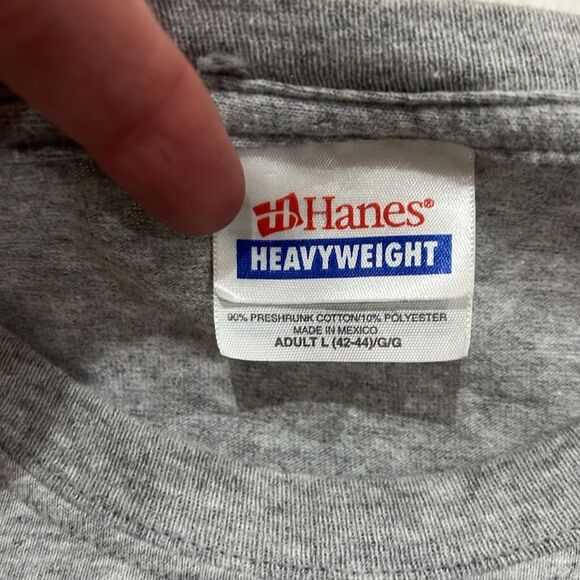 Hanes®
HEAVYWEIGHT
90% PRESHRUNK COTTON/10% POLYESTER
MADE IN MEXICO
ADULT L (42-44)/G/G